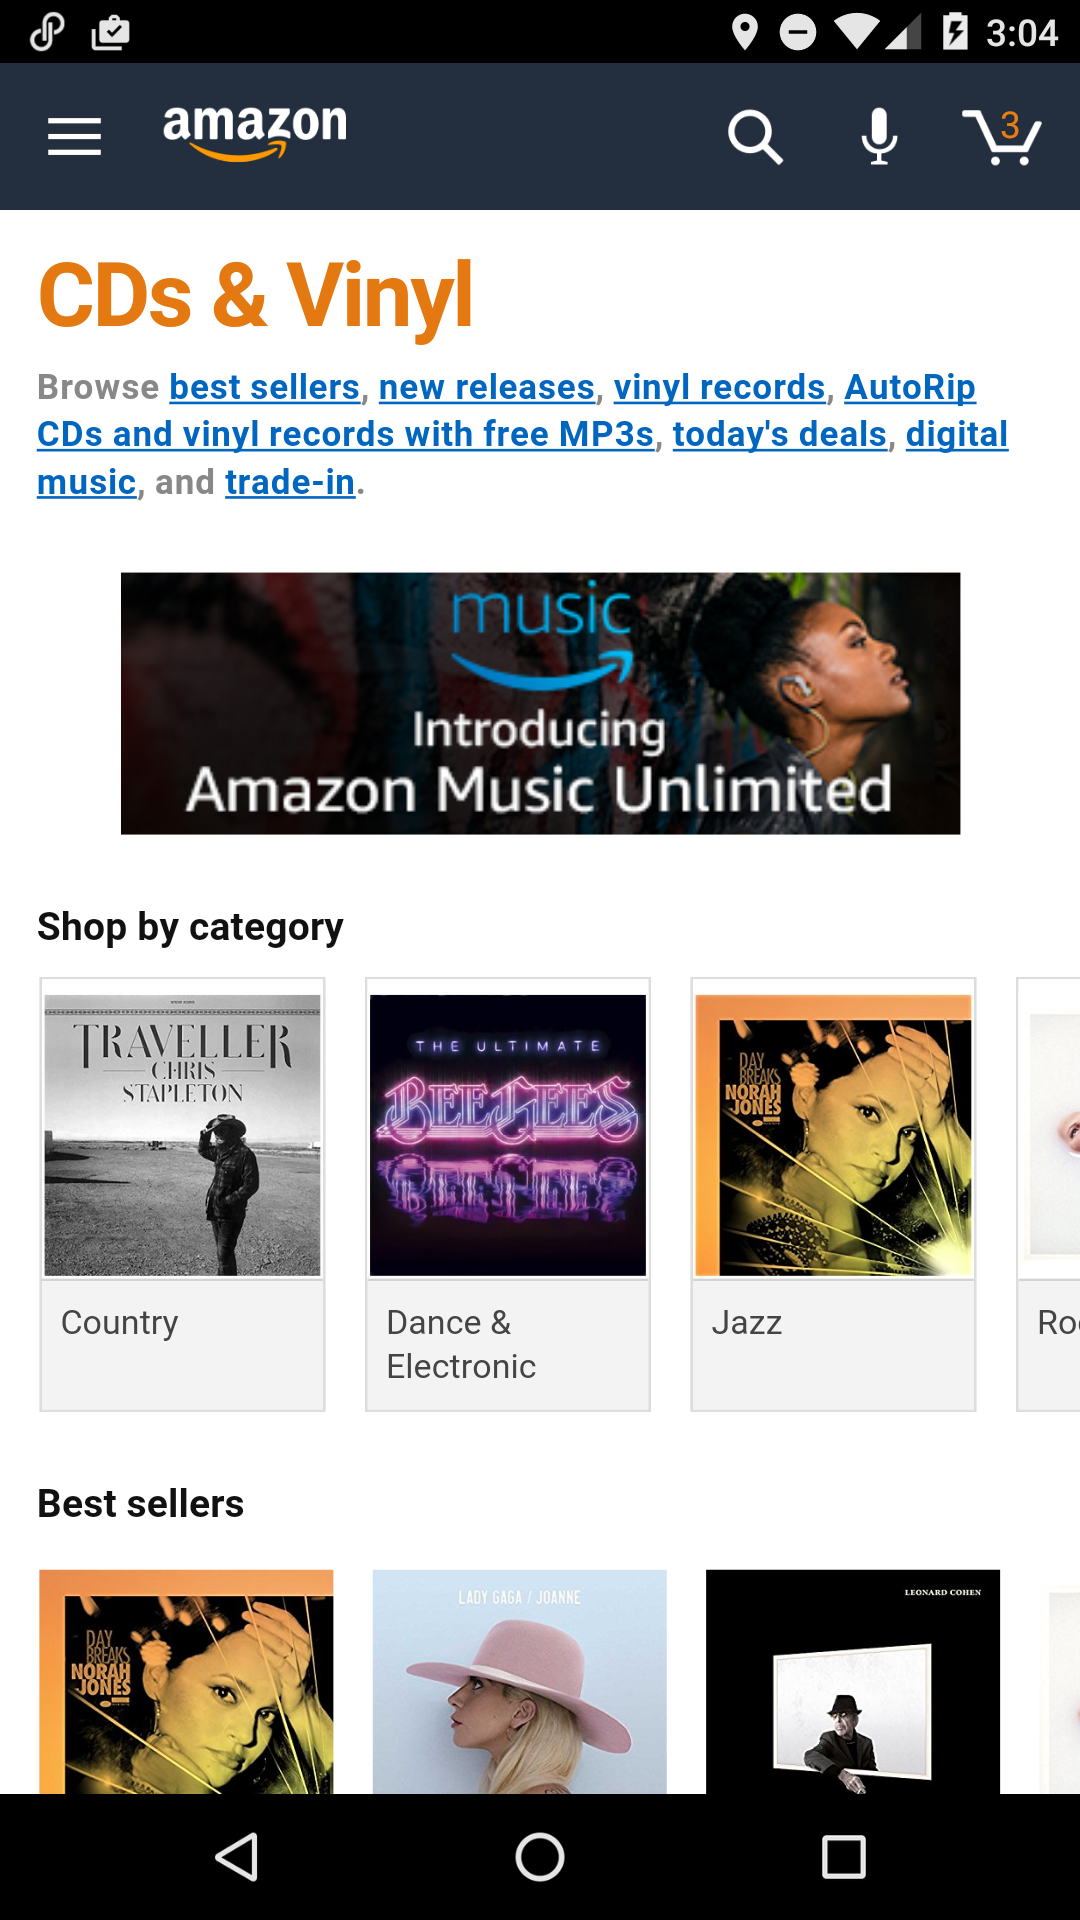 3:04
amazon
3
CDs & Vinyl
Browse best sellers, new releases, vinyl records, AutoRip
CDs and vinyl records with free MP3s, today's deals, digital
music, and trade-in.
music
Introducing
Amazon Music Unlimited
Shop by category
TRAVELLER
CHRIS
STAPLETON
THE ULTIMATE
BEE GEES
DAY
BREAKS
NORAH
JONES
Country
Dance &
Electronic
Jazz
Best sellers
DAY
BREAKS
NORAH
JONES
LADY GAGA / JOANNE
LEONARD COHEN